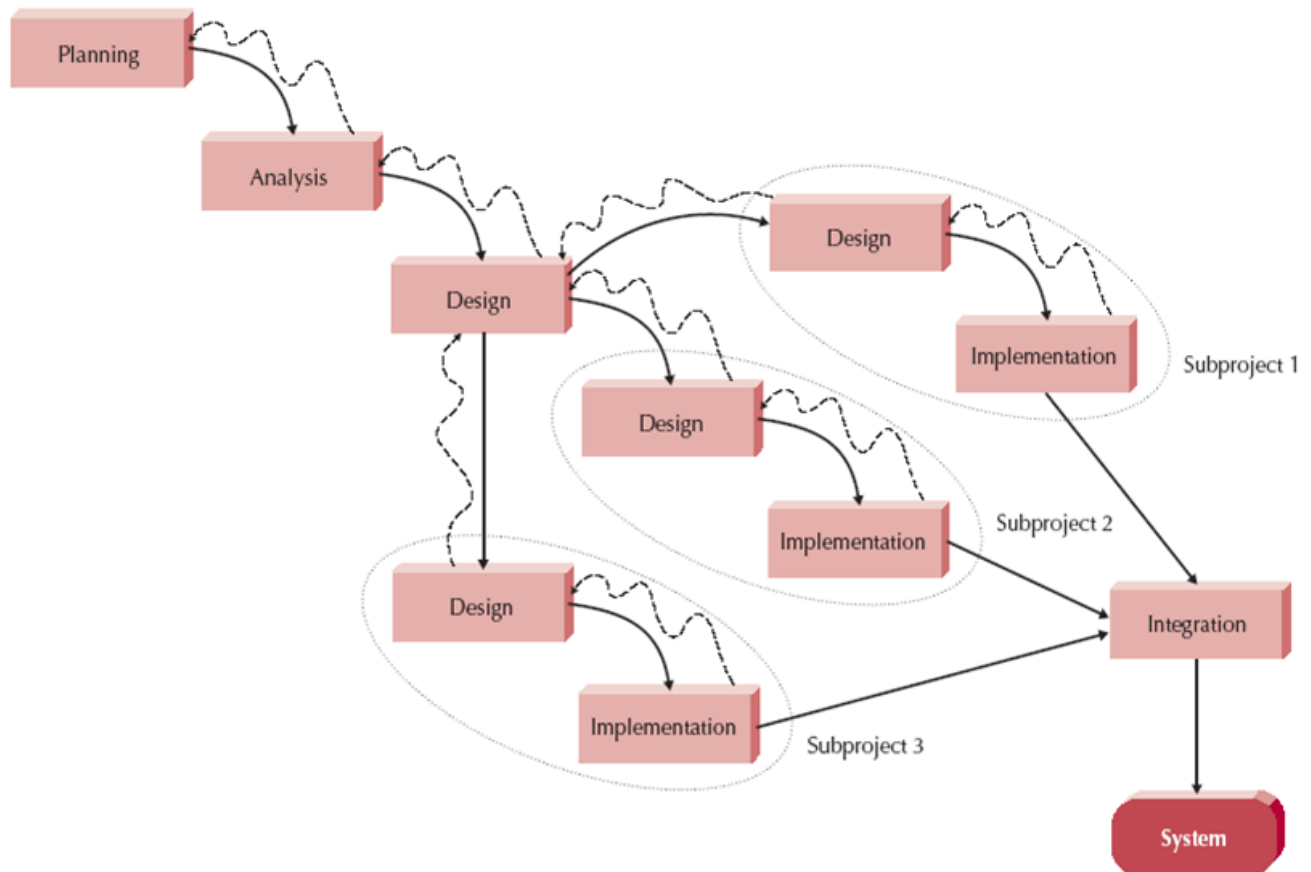 Planning
Analysis
Design
Design
Implementation
Subproject 1
Design
Implementation
Subproject 2
Design
Implementation
Subproject 3
Integration
System